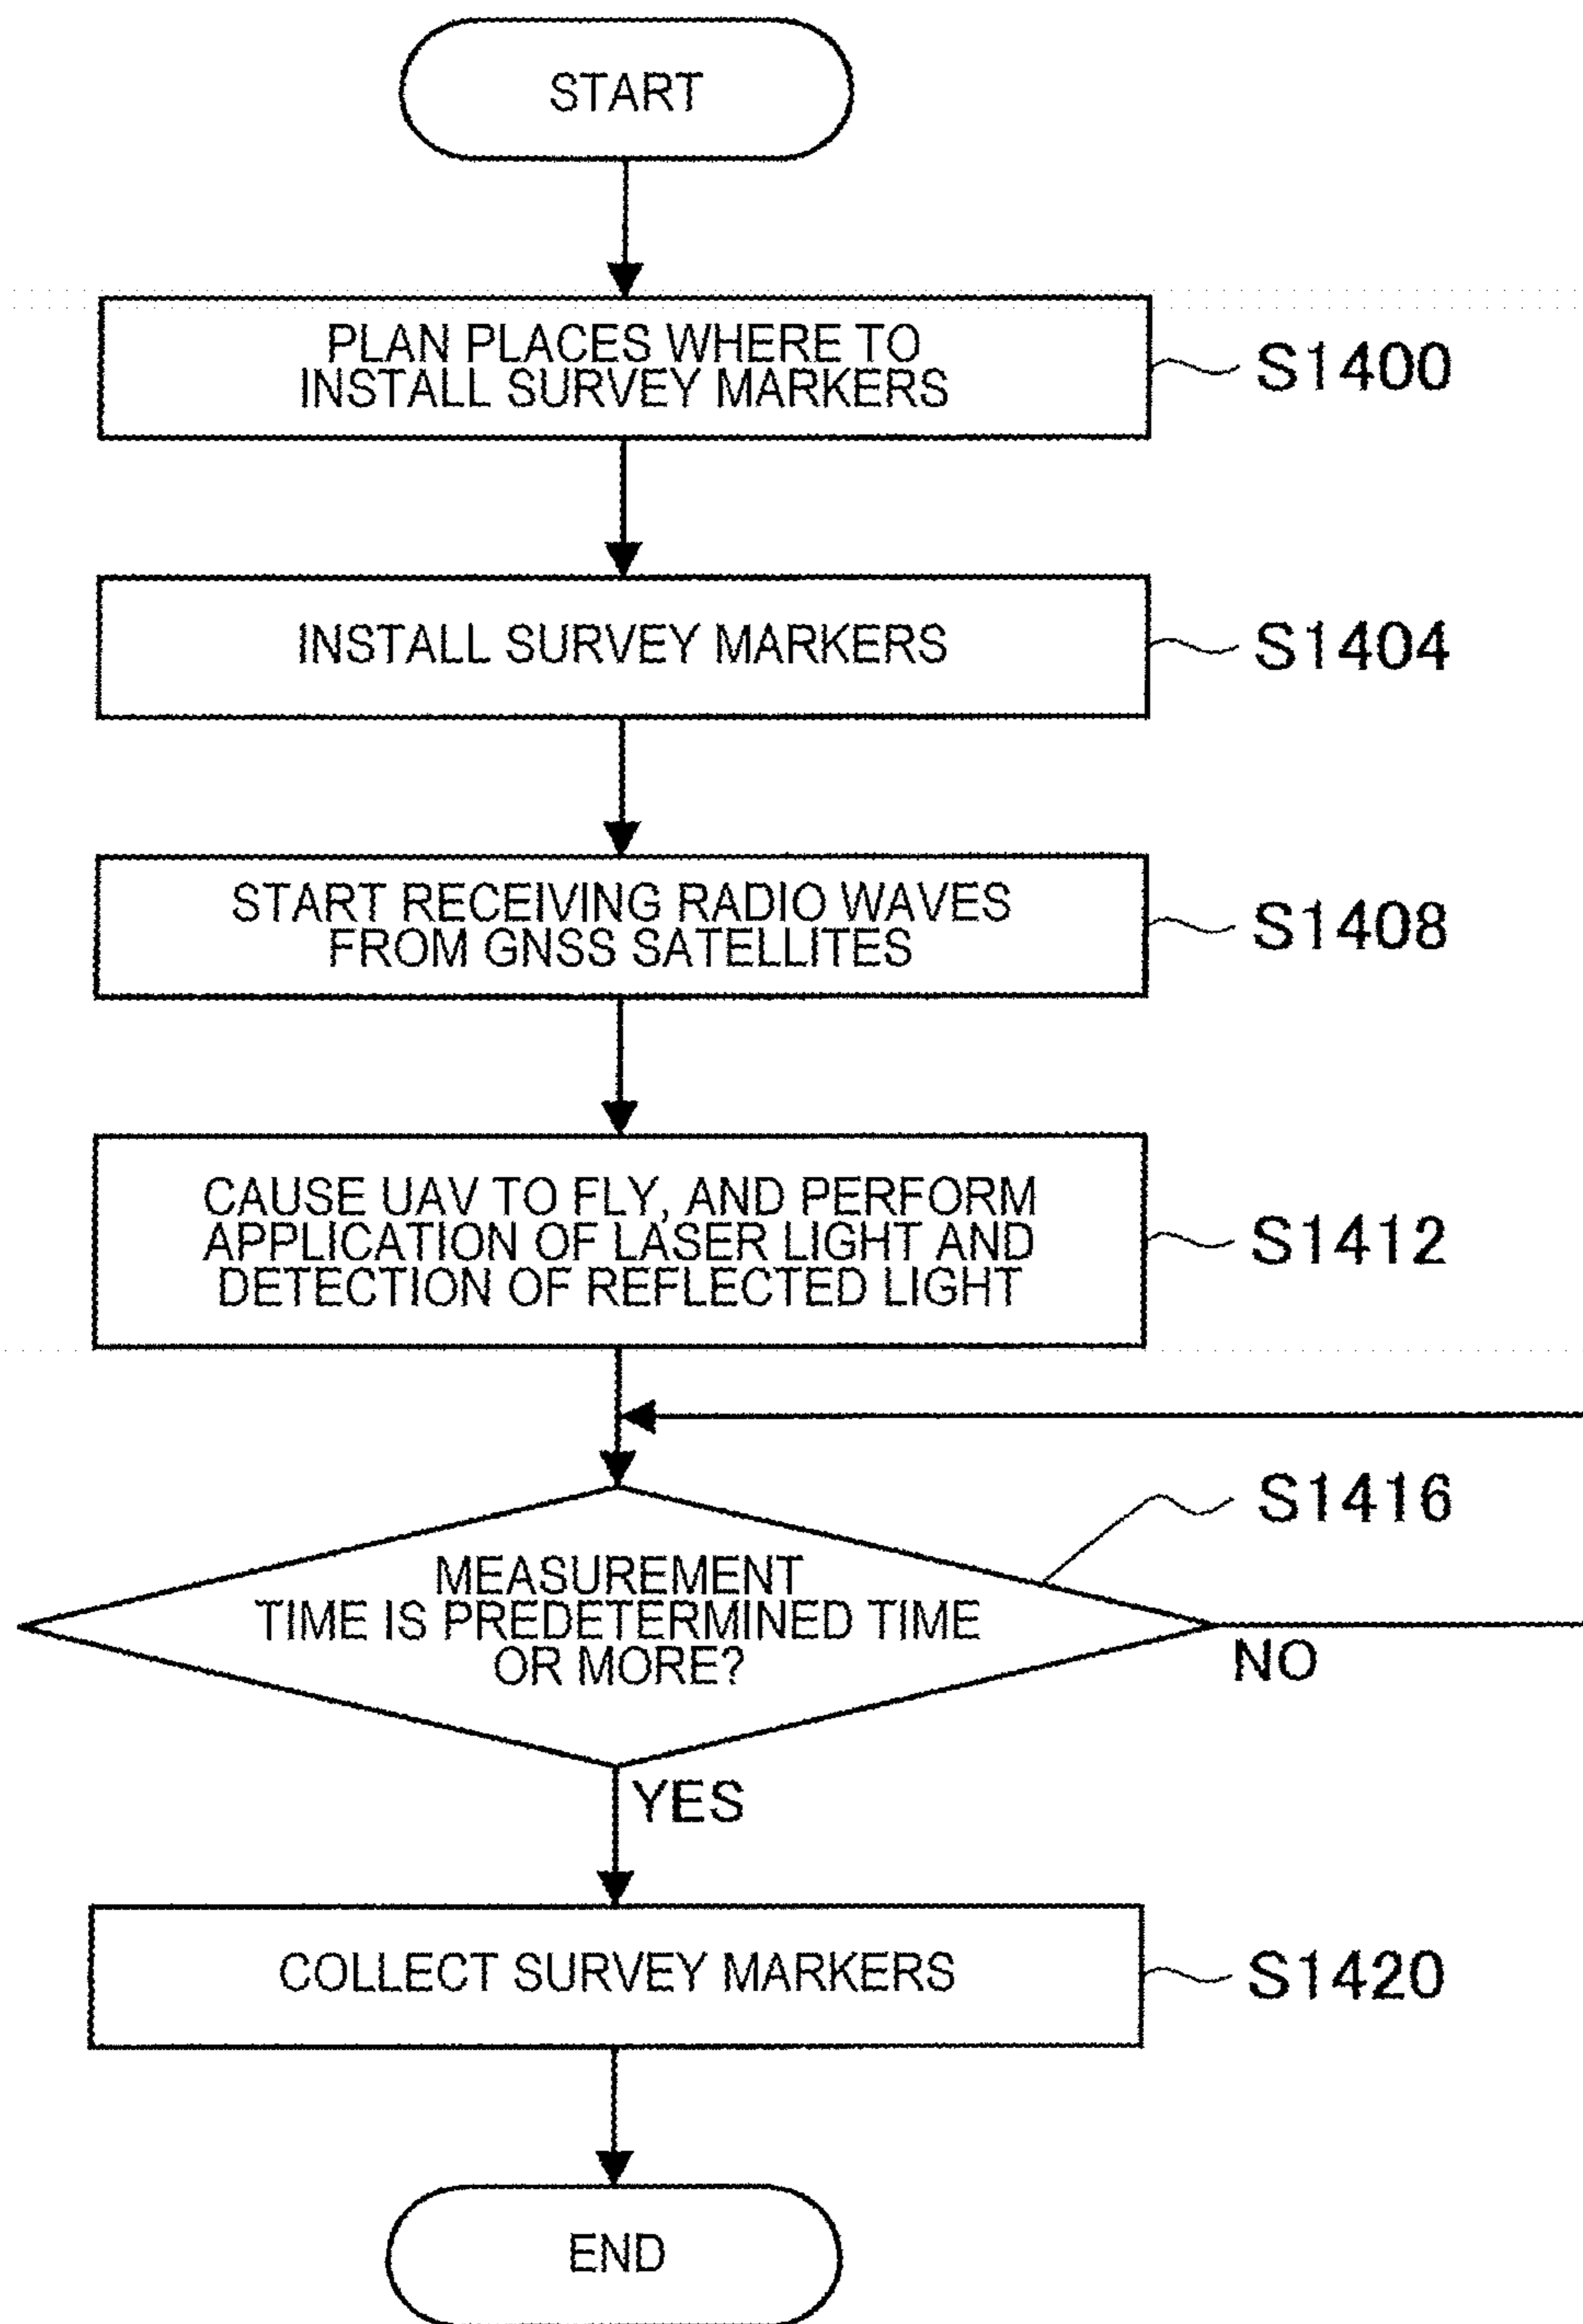 START
PLAN PLACES WHERE TO
INSTALL SURVEY MARKERS
S1400
INSTALL SURVEY MARKERS
S1404
START RECEIVING RADIO WAVES
FROM GNSS SATELLITES
S1408
CAUSE UAV TO FLY, AND PERFORM
APPLICATION OF LASER LIGHT AND
DETECTION OF REFLECTED LIGHT
S1412
S1416
MEASUREMENT
TIME IS PREDETERMINED TIME
OR MORE?
NO
YES
COLLECT SURVEY MARKERS
S1420
END